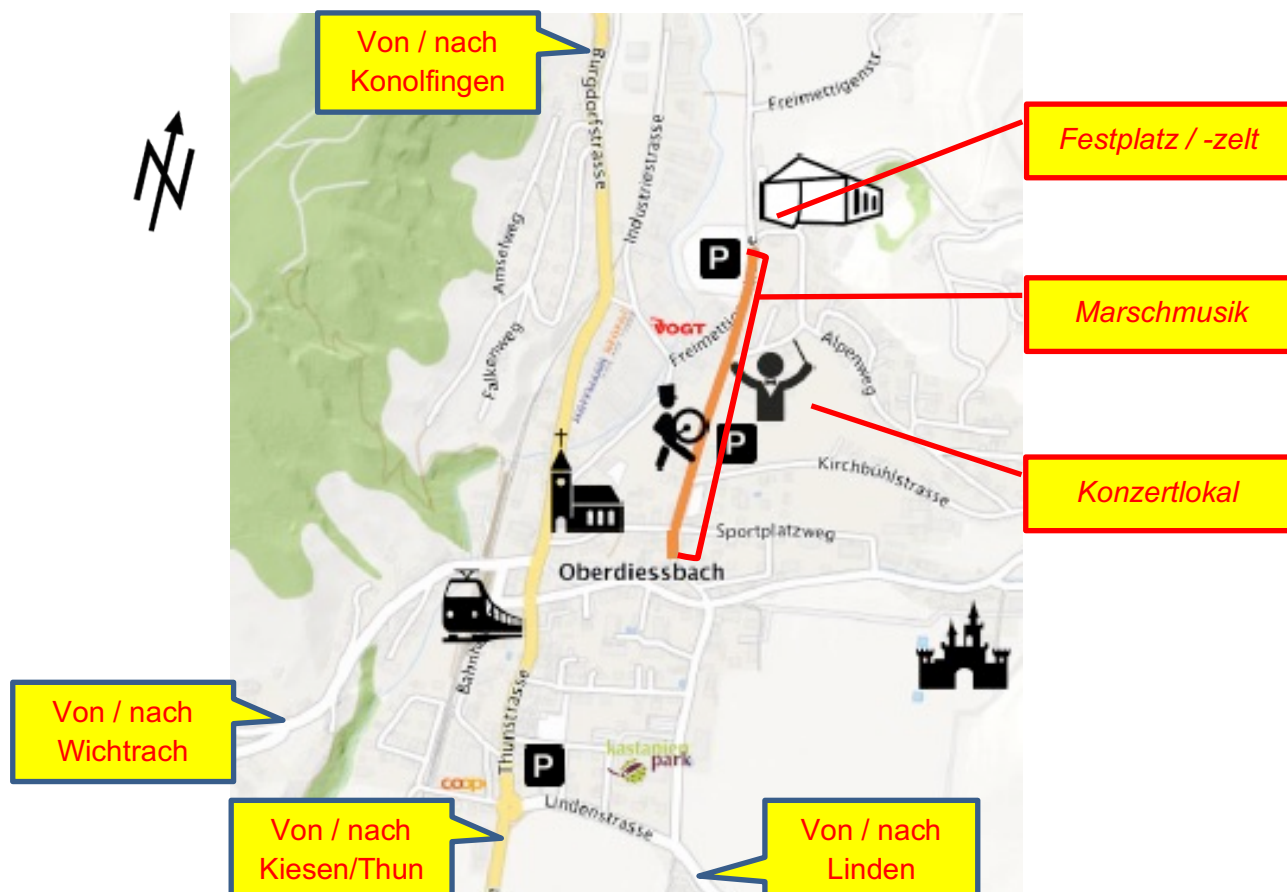 Von / nach
Konolfingen
Burgdorfstrasse
Industriestrasse
Freimettigenstr.
Festplatz / -zelt
Amselweg
P
Marschmusik
VOGT
Falkenweg
Alpenweg
P
Kirchbühlstrasse
Konzertlokal
Sportplatzweg
Oberdiessbach
Von / nach
Wichtrach
Thunstrasse
P
kastanien
park
coop
Lindenstrasse
Von / nach
Kiesen/Thun
Von / nach
Linden